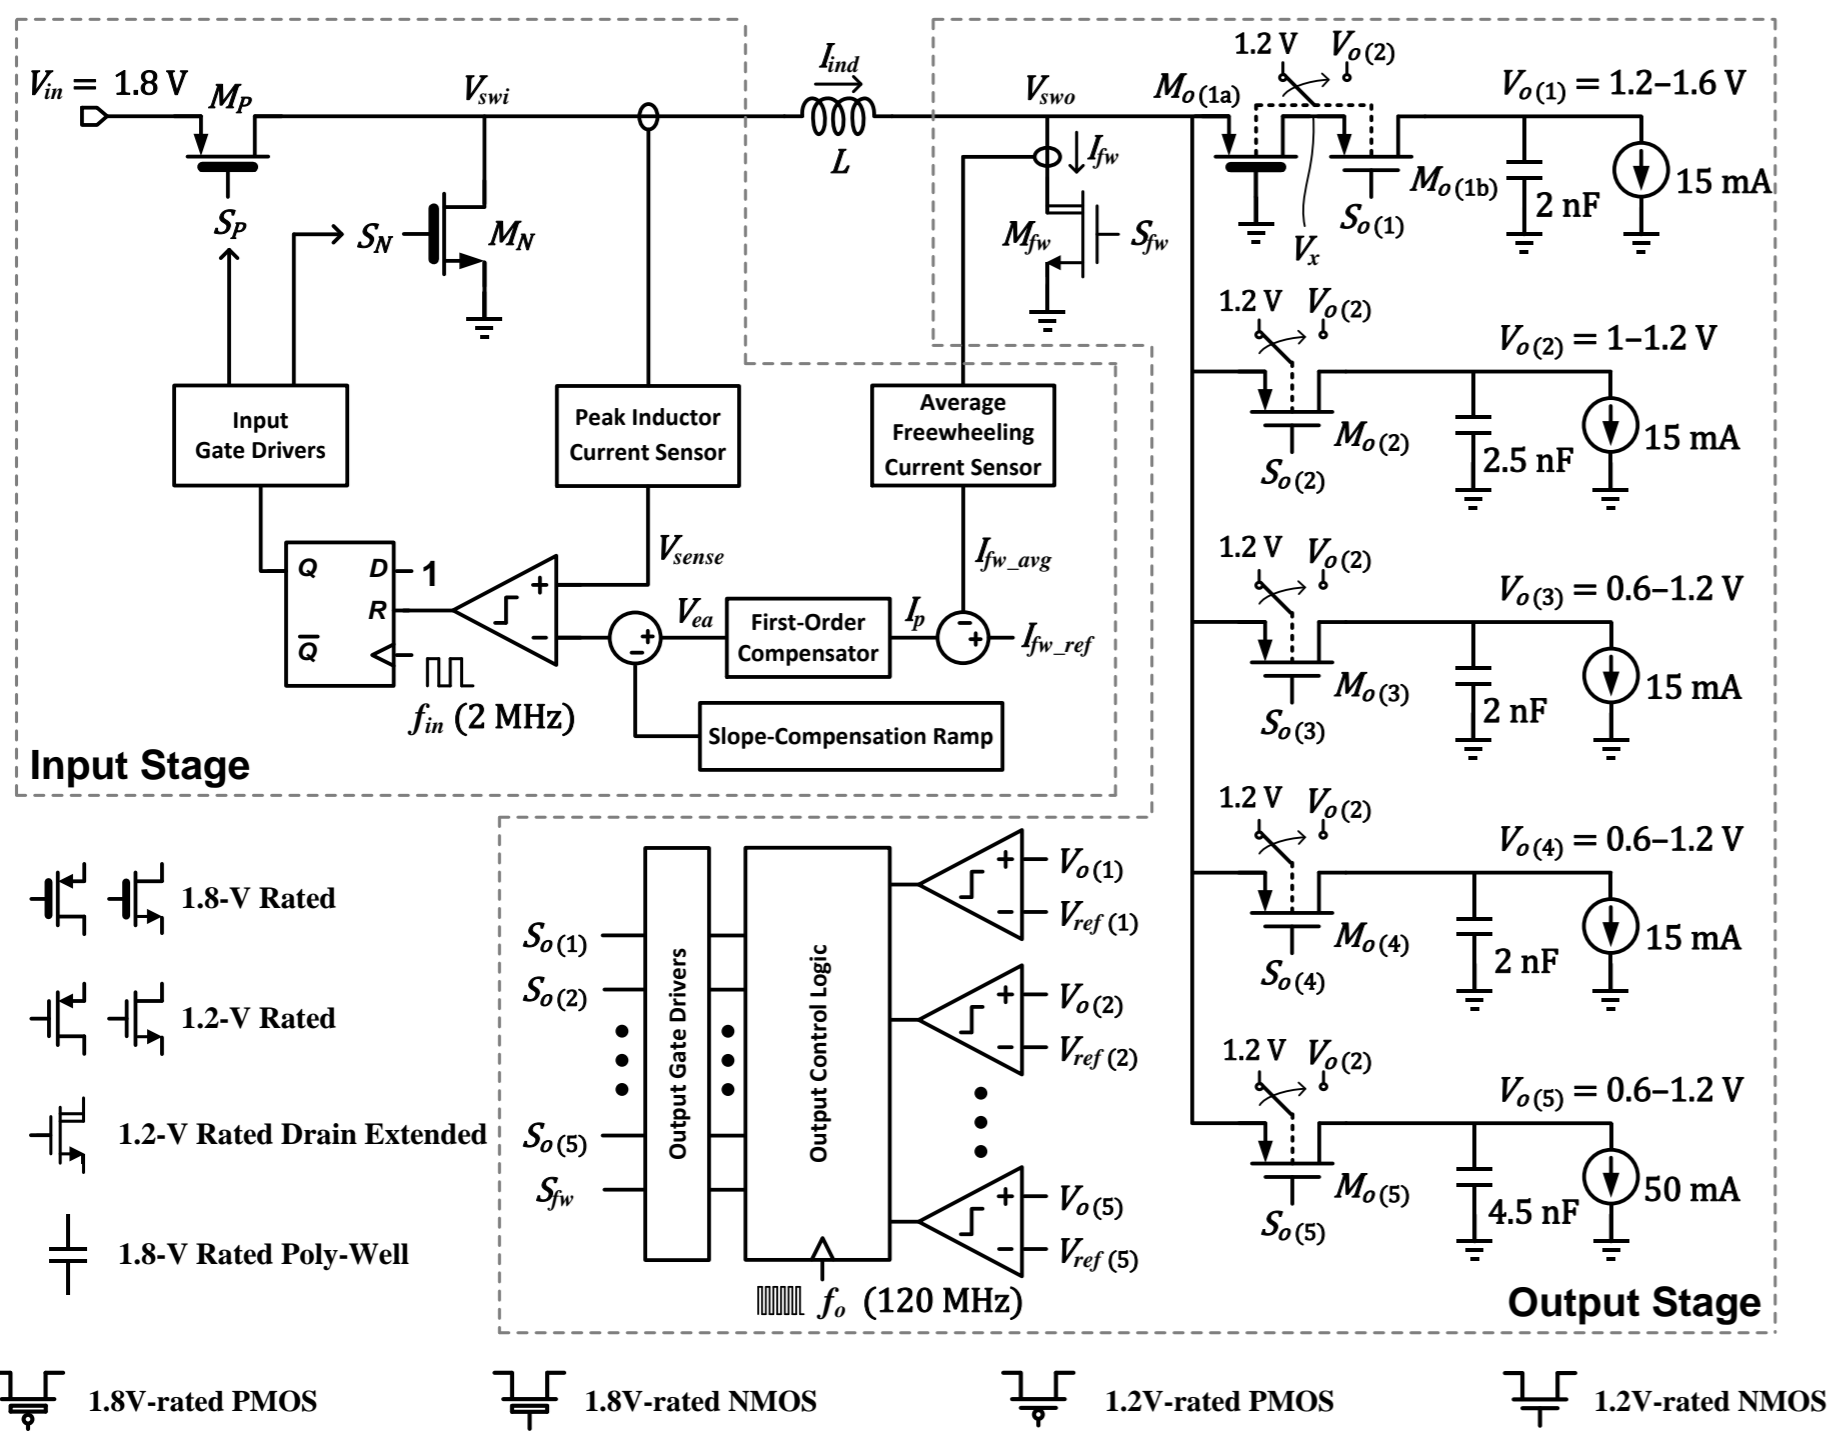 V_in = 1.8 V
M_P
V_swi
I_ind
L
S_P
S_N
M_N
Input
Gate Drivers
Peak Inductor
Current Sensor
Average
Freewheeling
Current Sensor
V_sense
I_fw_avg
Q
D
1
R
Q̅
+
−
f_in (2 MHz)
+
−
V_ea
First-Order
Compensator
I_p
−
+
I_fw_ref
Slope-Compensation Ramp
Input Stage
V_swo
I_fw
M_fw
S_fw
1.2 V
V_o(2)
M_o(1a)
V_o(1) = 1.2–1.6 V
M_o(1b)
S_o(1)
V_x
2 nF
15 mA
1.2 V
V_o(2)
V_o(2) = 1–1.2 V
M_o(2)
S_o(2)
2.5 nF
15 mA
1.2 V
V_o(2)
V_o(3) = 0.6–1.2 V
M_o(3)
S_o(3)
2 nF
15 mA
1.2 V
V_o(2)
V_o(4) = 0.6–1.2 V
M_o(4)
S_o(4)
2 nF
15 mA
1.2 V
V_o(2)
V_o(5) = 0.6–1.2 V
M_o(5)
S_o(5)
4.5 nF
50 mA
Output Stage
S_o(1)
S_o(2)
S_o(5)
S_fw
Output Gate Drivers
Output Control Logic
+
V_o(1)
−
V_ref(1)
+
V_o(2)
−
V_ref(2)
+
V_o(5)
−
V_ref(5)
f_o (120 MHz)
1.8-V Rated
1.2-V Rated
1.2-V Rated Drain Extended
1.8-V Rated Poly-Well
1.8V-rated PMOS
1.8V-rated NMOS
1.2V-rated PMOS
1.2V-rated NMOS